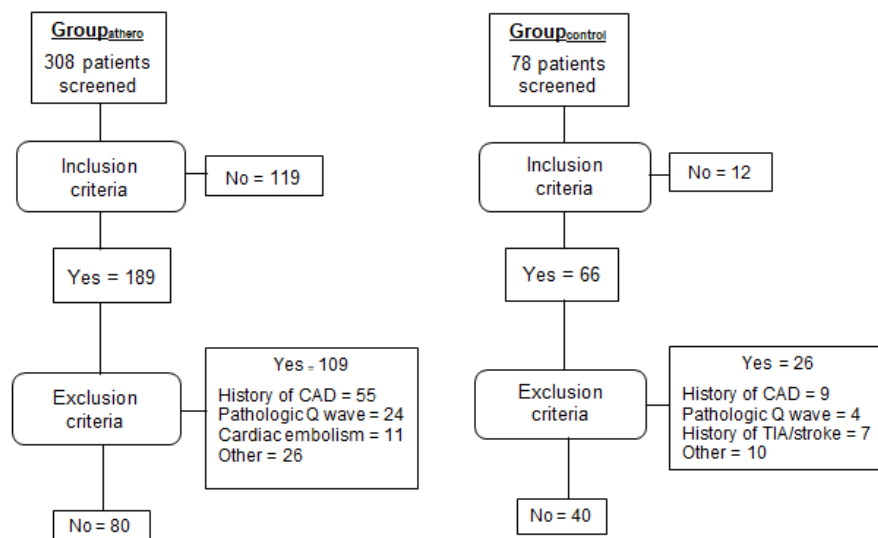 Groupathero
308 patients
screened
Inclusion
criteria
No = 119
Yes = 189
Exclusion
criteria
Yes = 109
History of CAD = 55
Pathologic Q wave = 24
Cardiac embolism = 11
Other = 26
No = 80
Groupcontrol
78 patients
screened
Inclusion
criteria
No = 12
Yes = 66
Exclusion
criteria
Yes = 26
History of CAD = 9
Pathologic Q wave = 4
History of TIA/stroke = 7
Other = 10
No = 40